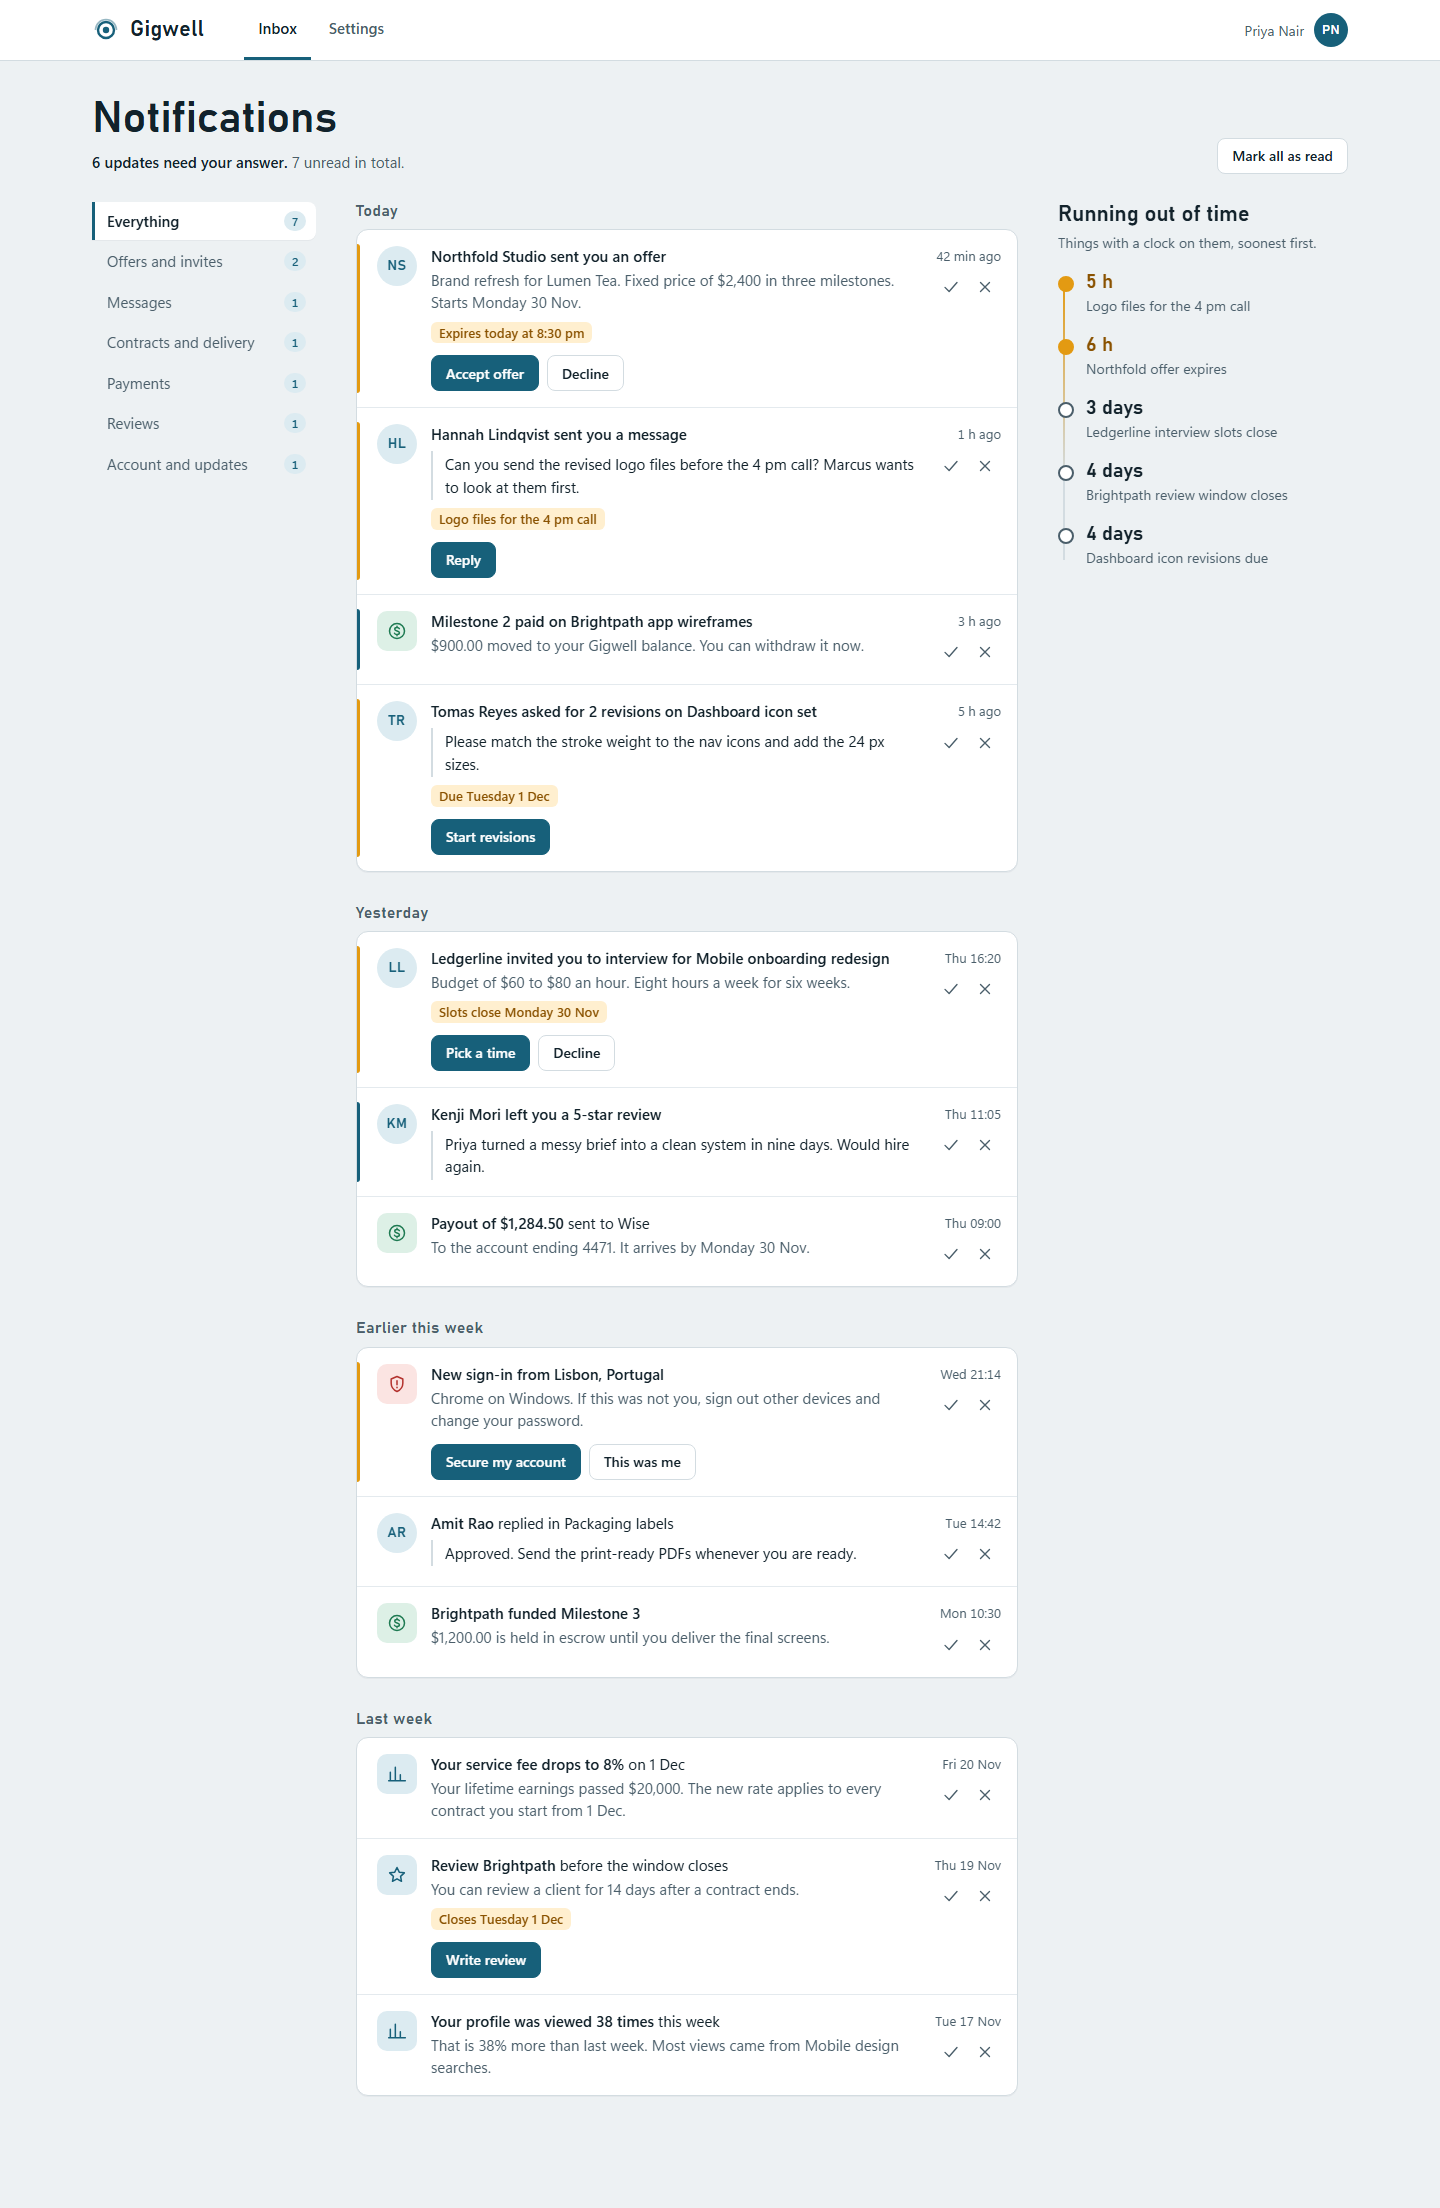 Gigwell
Inbox
Settings
Priya Nair
PN
Notifications
6 updates need your answer. 7 unread in total.
Mark all as read
Everything 7
Offers and invites 2
Messages 1
Contracts and delivery 1
Payments 1
Reviews 1
Account and updates 1
Today
NS
Northfold Studio sent you an offer
42 min ago
Brand refresh for Lumen Tea. Fixed price of $2,400 in three milestones.
Starts Monday 30 Nov.
Expires today at 8:30 pm
Accept offer
Decline
HL
Hannah Lindqvist sent you a message
1 h ago
Can you send the revised logo files before the 4 pm call? Marcus wants
to look at them first.
Logo files for the 4 pm call
Reply
Milestone 2 paid on Brightpath app wireframes
3 h ago
$900.00 moved to your Gigwell balance. You can withdraw it now.
TR
Tomas Reyes asked for 2 revisions on Dashboard icon set
5 h ago
Please match the stroke weight to the nav icons and add the 24 px
sizes.
Due Tuesday 1 Dec
Start revisions
Yesterday
LL
Ledgerline invited you to interview for Mobile onboarding redesign
Thu 16:20
Budget of $60 to $80 an hour. Eight hours a week for six weeks.
Slots close Monday 30 Nov
Pick a time
Decline
KM
Kenji Mori left you a 5-star review
Thu 11:05
Priya turned a messy brief into a clean system in nine days. Would hire
again.
Payout of $1,284.50 sent to Wise
Thu 09:00
To the account ending 4471. It arrives by Monday 30 Nov.
Earlier this week
New sign-in from Lisbon, Portugal
Wed 21:14
Chrome on Windows. If this was not you, sign out other devices and
change your password.
Secure my account
This was me
AR
Amit Rao replied in Packaging labels
Tue 14:42
Approved. Send the print-ready PDFs whenever you are ready.
Brightpath funded Milestone 3
Mon 10:30
$1,200.00 is held in escrow until you deliver the final screens.
Last week
Your service fee drops to 8% on 1 Dec
Fri 20 Nov
Your lifetime earnings passed $20,000. The new rate applies to every
contract you start from 1 Dec.
Review Brightpath before the window closes
Thu 19 Nov
You can review a client for 14 days after a contract ends.
Closes Tuesday 1 Dec
Write review
Your profile was viewed 38 times this week
Tue 17 Nov
That is 38% more than last week. Most views came from Mobile design
searches.
Running out of time
Things with a clock on them, soonest first.
5 h
Logo files for the 4 pm call
6 h
Northfold offer expires
3 days
Ledgerline interview slots close
4 days
Brightpath review window closes
4 days
Dashboard icon revisions due